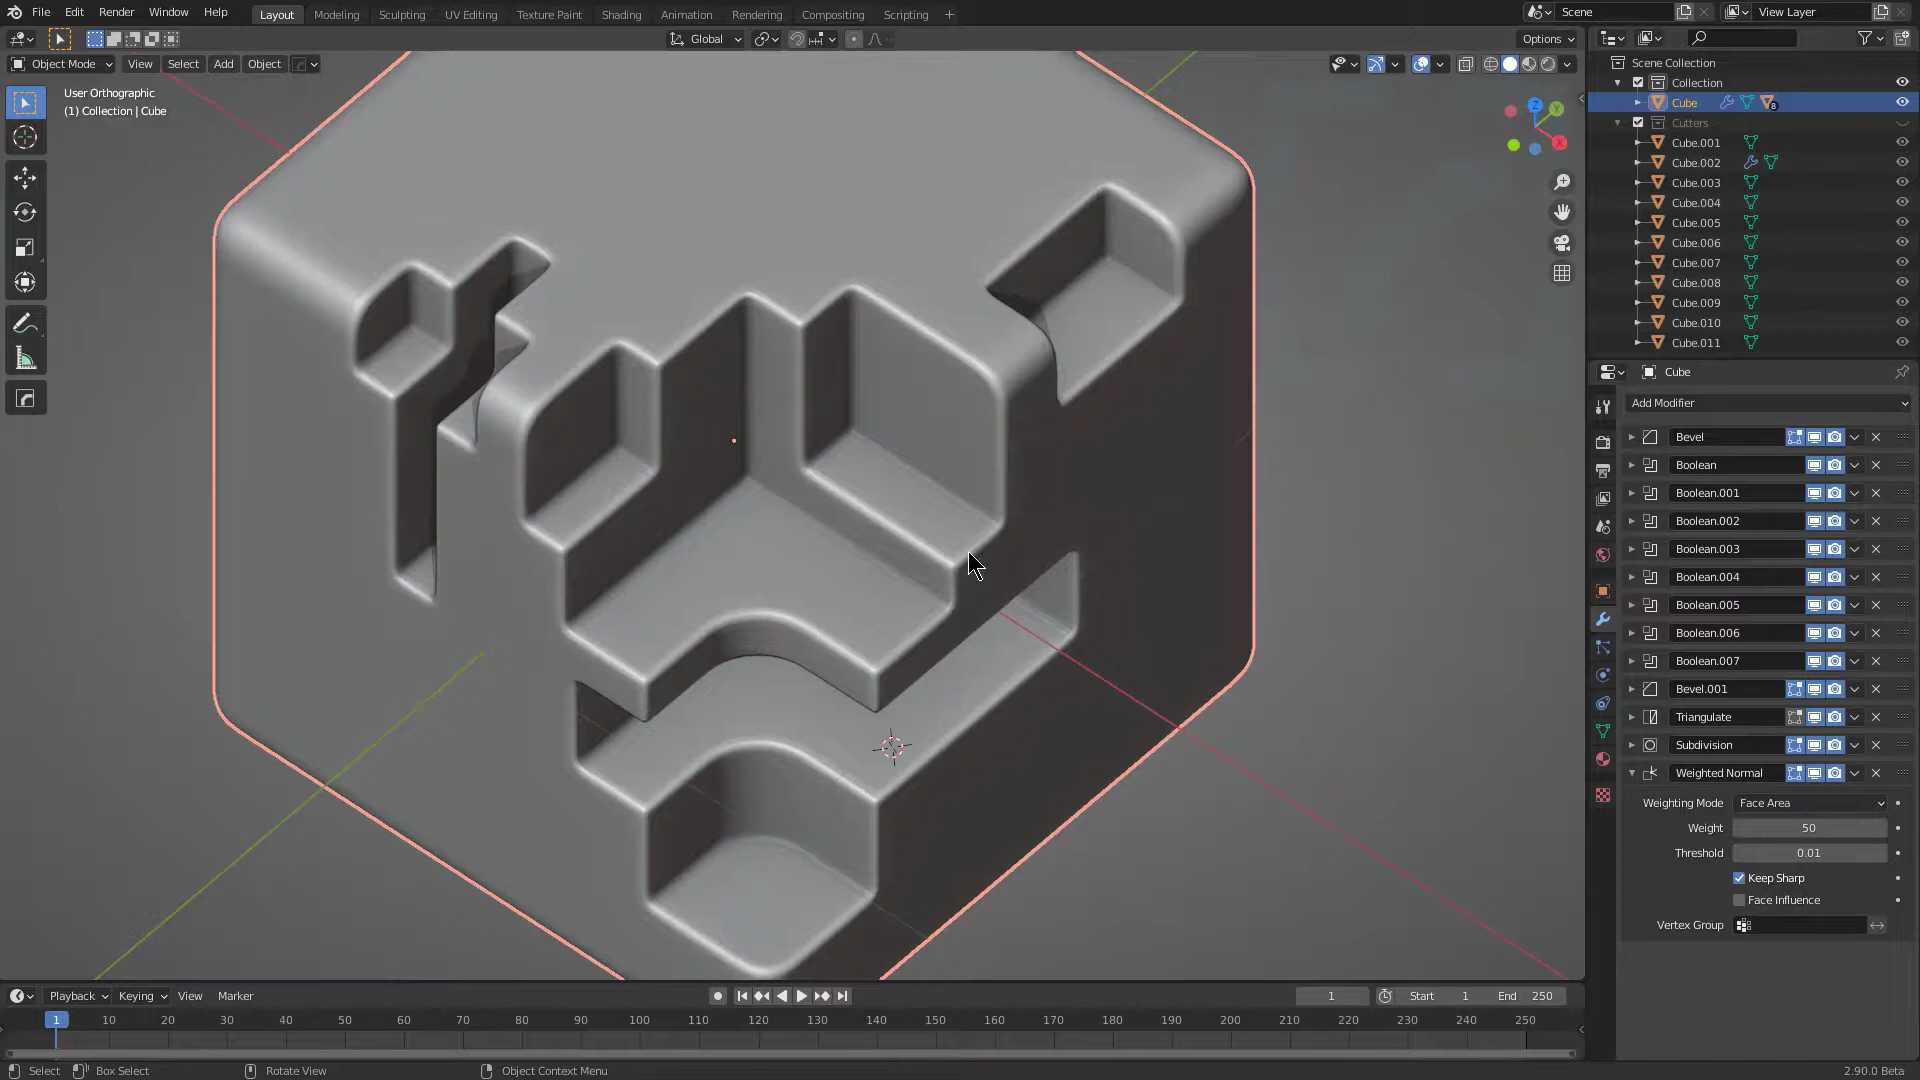 File Edit Render Window Help Layout Modeling Sculpting UV Editing Texture Paint Shading Animation Rendering Compositing Scripting + Scene View Layer
Global Options
Object Mode View Select Add Object
User Orthographic
(1) Collection | Cube
Z
Y
X
Scene Collection
Collection
Cube 8
Cutters
Cube.001
Cube.002
Cube.003
Cube.004
Cube.005
Cube.006
Cube.007
Cube.008
Cube.009
Cube.010
Cube.011
Cube
Add Modifier
Bevel
Boolean
Boolean.001
Boolean.002
Boolean.003
Boolean.004
Boolean.005
Boolean.006
Boolean.007
Bevel.001
Triangulate
Subdivision
Weighted Normal
Weighting Mode Face Area
Weight 50
Threshold 0.01
Keep Sharp
Face Influence
Vertex Group
Playback Keying View Marker 1 Start 1 End 250
1 10 20 30 40 50 60 70 80 90 100 110 120 130 140 150 160 170 180 190 200 210 220 230 240 250
Select Box Select Rotate View Object Context Menu 2.90.0 Beta